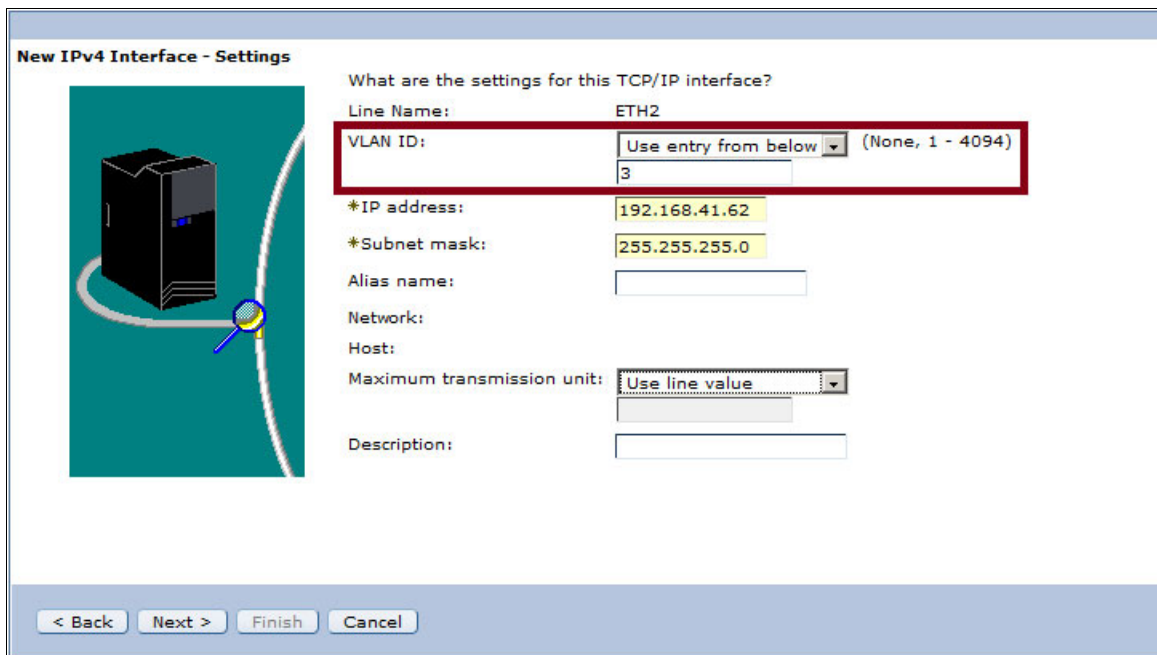 New IPv4 Interface - Settings
What are the settings for this TCP/IP interface?
Line Name: ETH2
VLAN ID: Use entry from below (None, 1 - 4094)
3
*IP address: 192.168.41.62
*Subnet mask: 255.255.255.0
Alias name:
Network:
Host:
Maximum transmission unit: Use line value
Description:
< Back Next > Finish Cancel